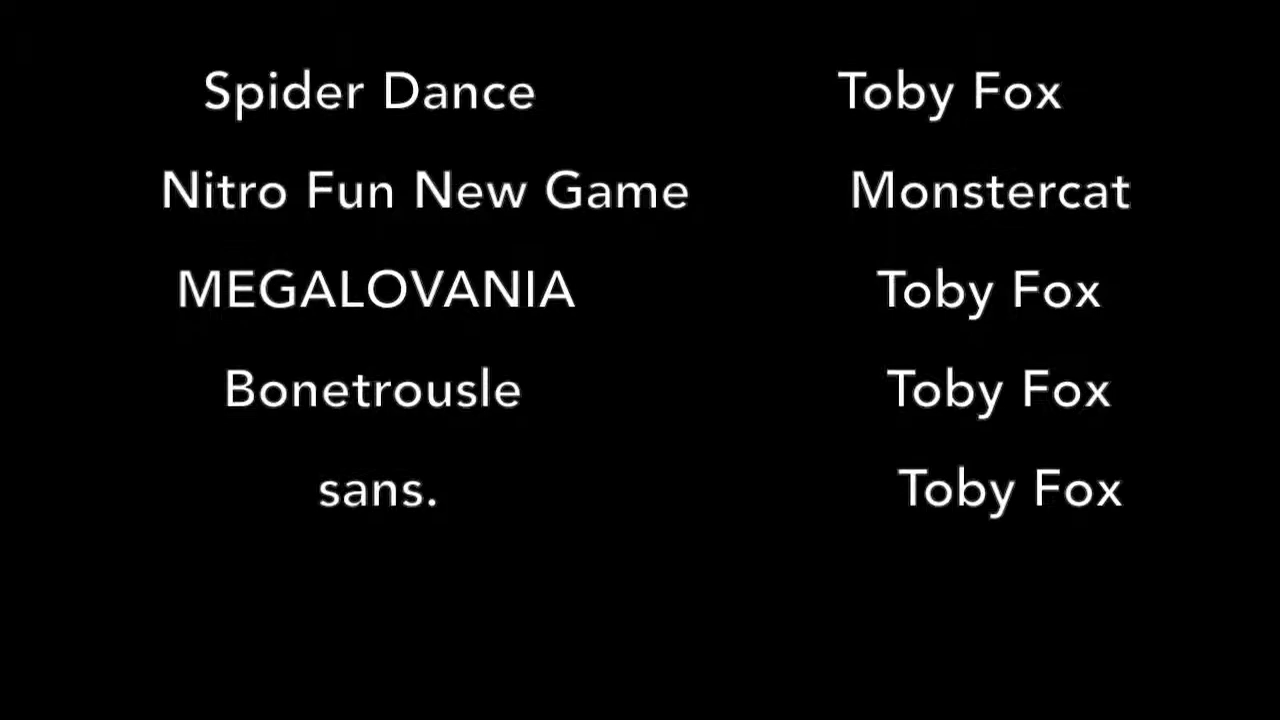 Spider Dance Toby Fox
Nitro Fun New Game Monstercat
MEGALOVANIA Toby Fox
Bonetrousle Toby Fox
sans. Toby Fox